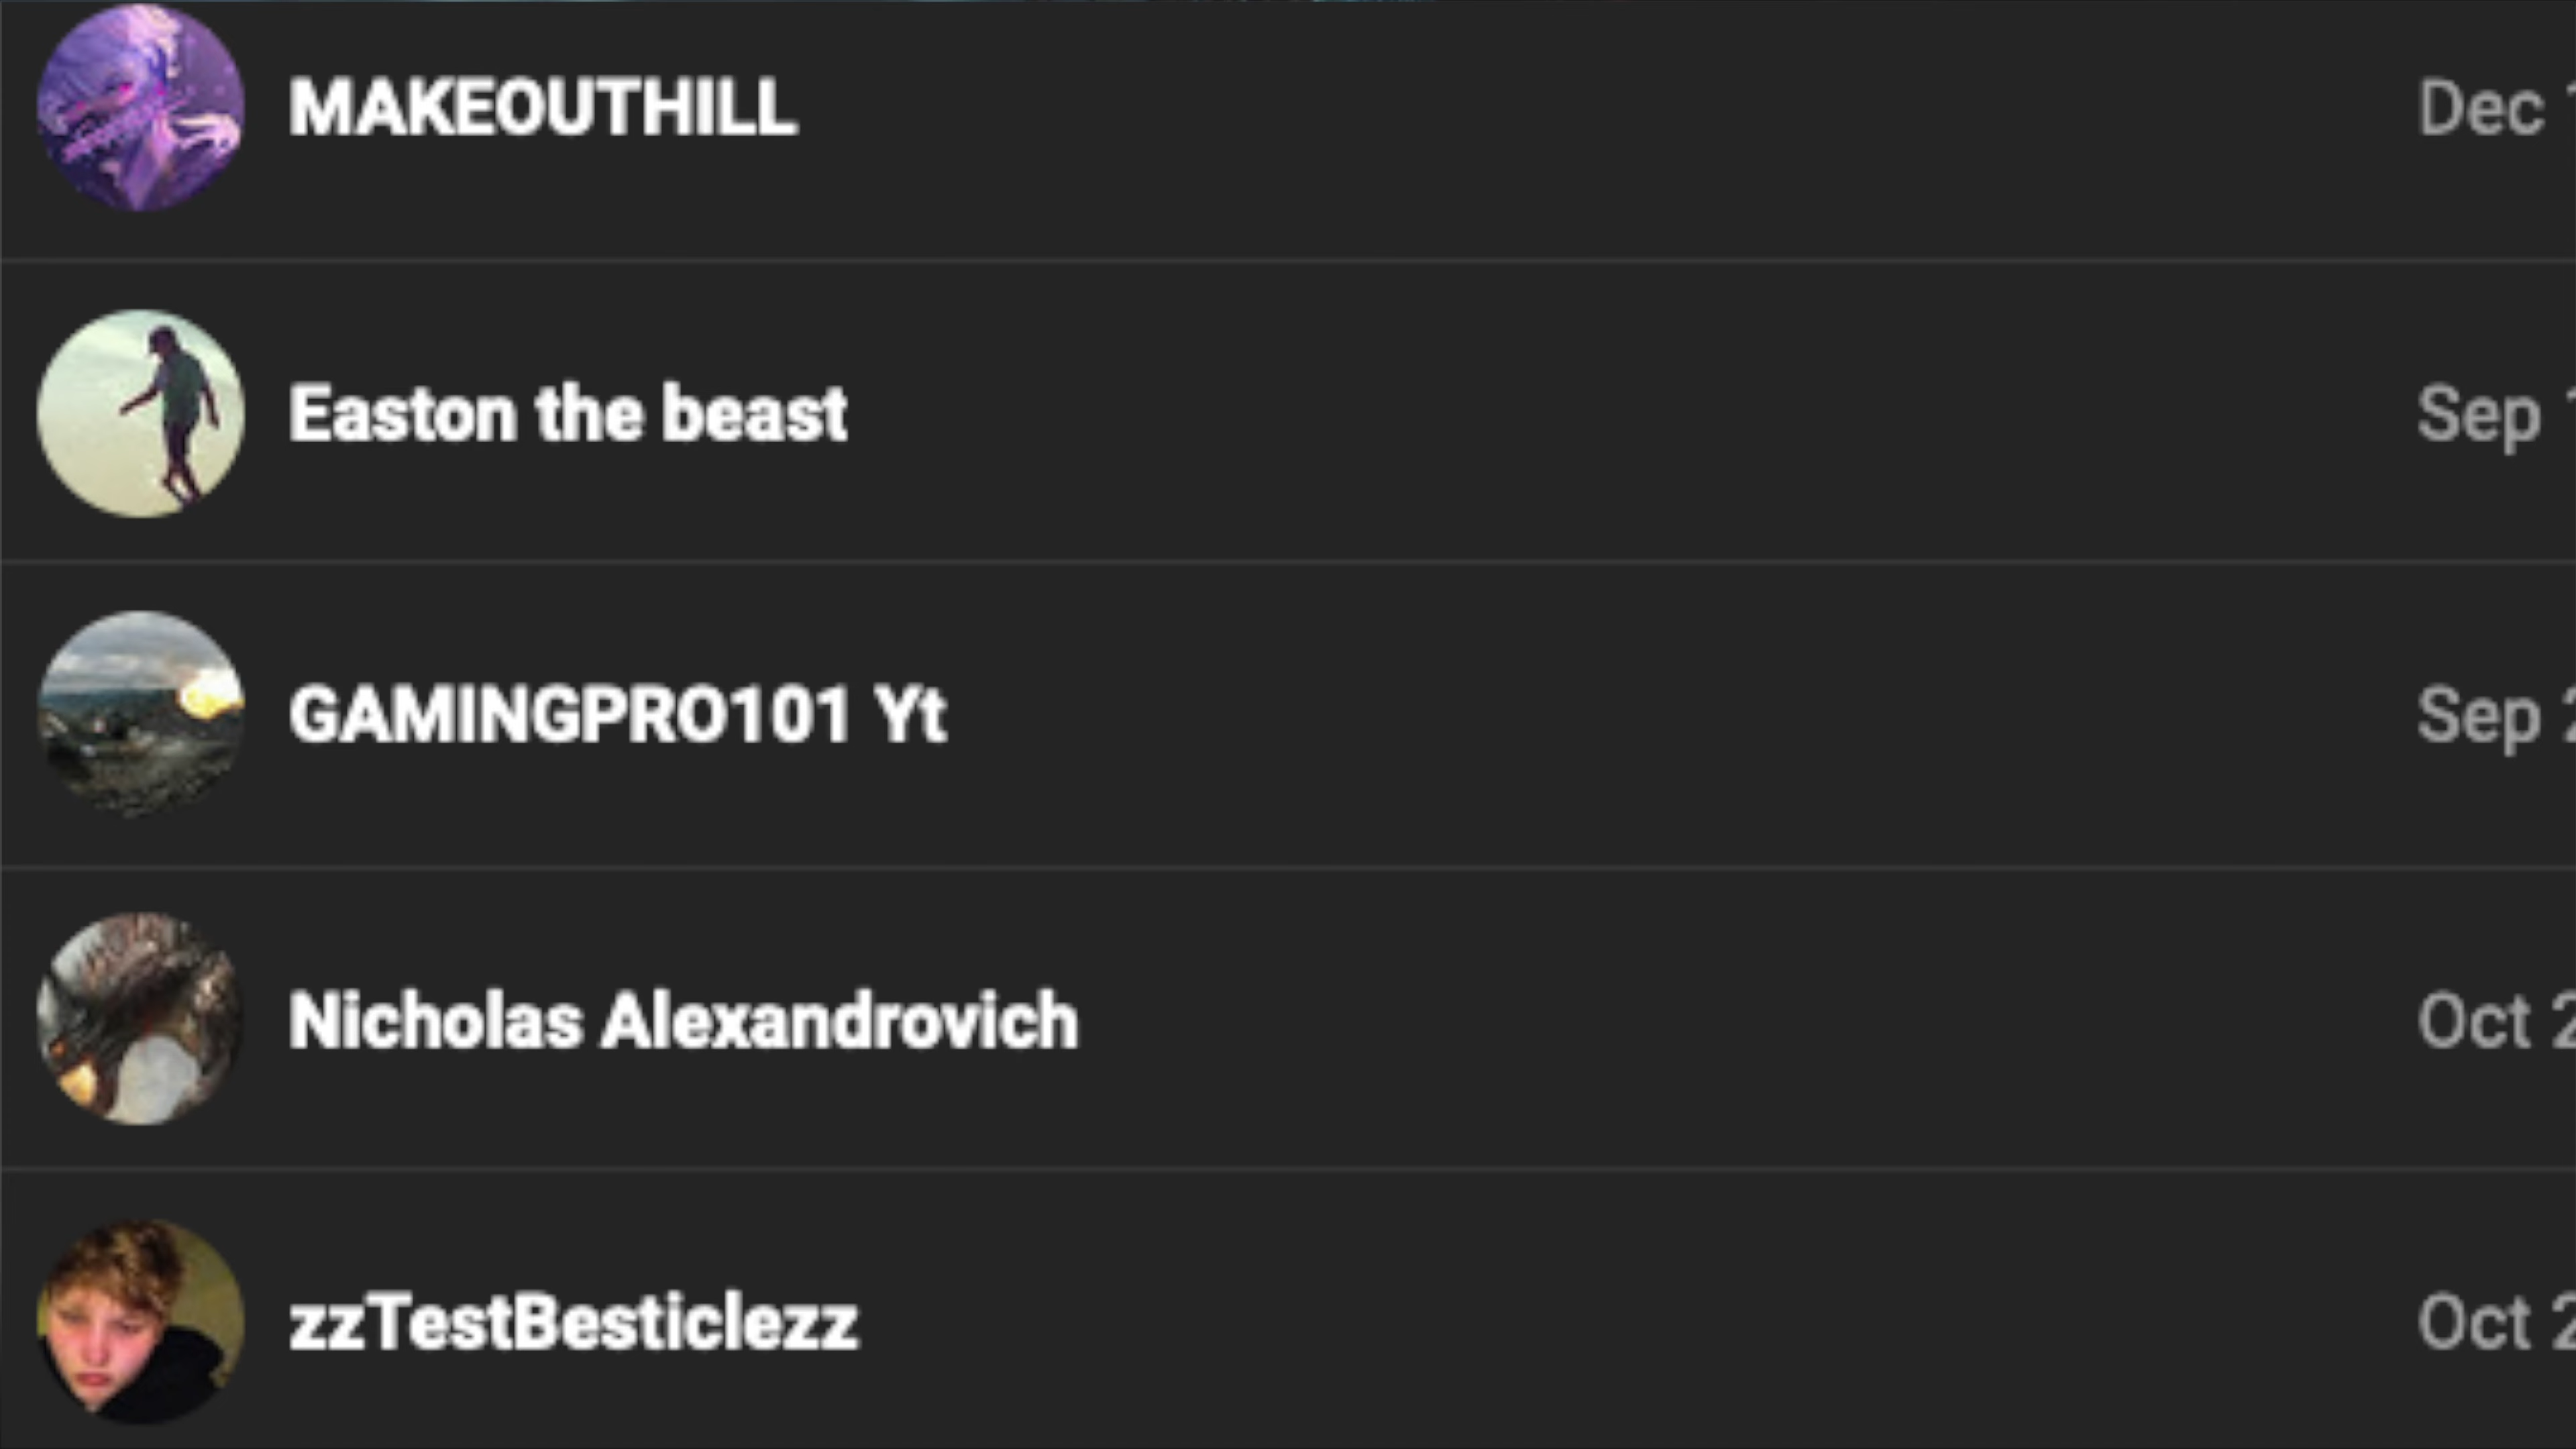 MAKEOUTHILL Dec
Easton the beast Sep
GAMINGPRO101 Yt Sep
Nicholas Alexandrovich Oct
zzTestBesticlezz Oct